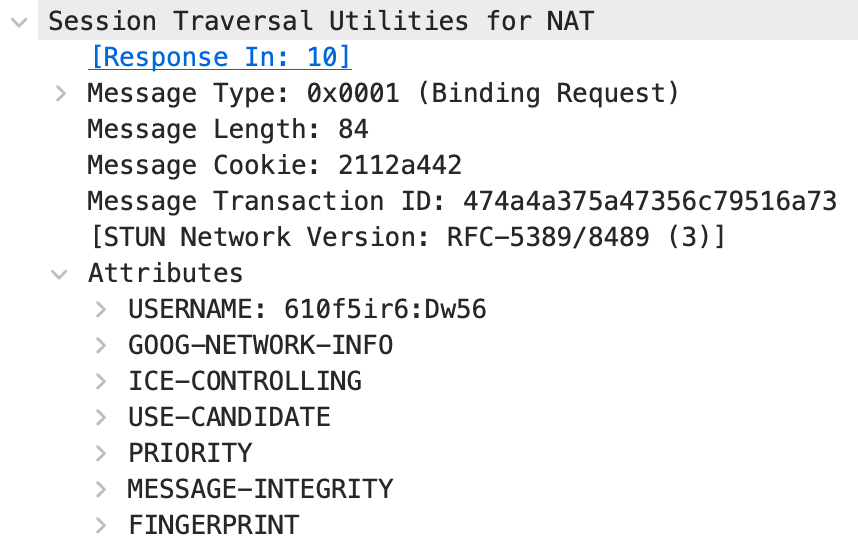 Session Traversal Utilities for NAT
[Response In: 10]
Message Type: 0x0001 (Binding Request)
Message Length: 84
Message Cookie: 2112a442
Message Transaction ID: 474a4a375a47356c79516a73
[STUN Network Version: RFC-5389/8489 (3)]
Attributes
USERNAME: 610f5ir6:Dw56
GOOG-NETWORK-INFO
ICE-CONTROLLING
USE-CANDIDATE
PRIORITY
MESSAGE-INTEGRITY
FINGERPRINT